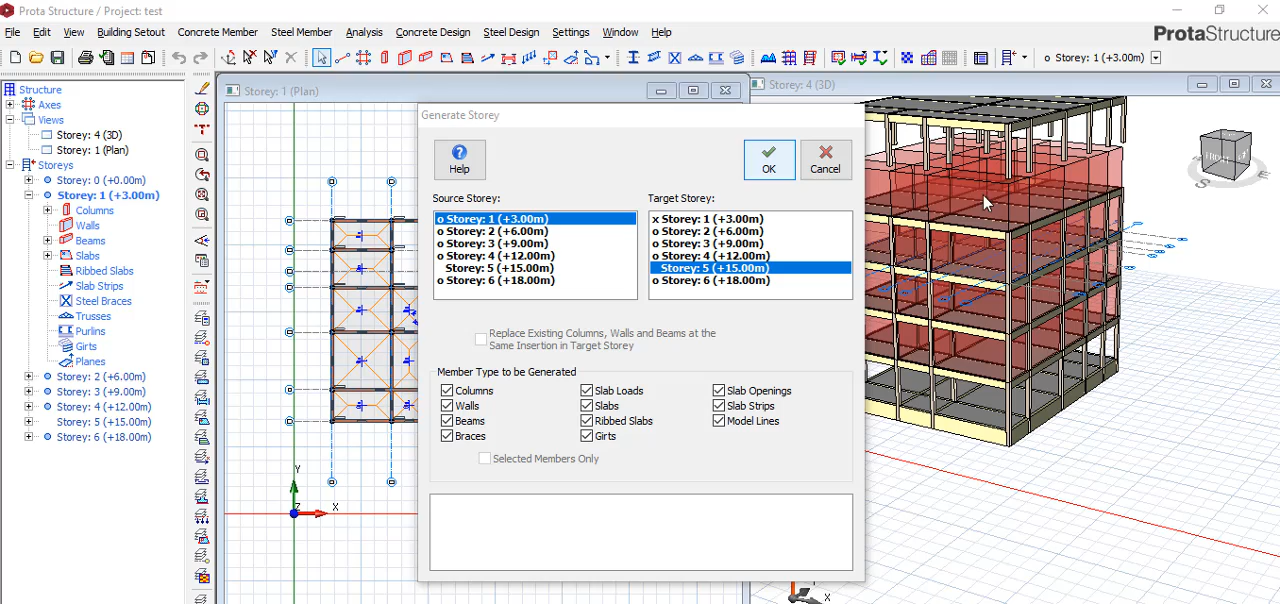 Prota Structure / Project: test
File Edit View Building Setout Concrete Member Steel Member Analysis Concrete Design Steel Design Settings Window Help
ProtaStructure
o Storey: 1 (+3.00m)
Structure
Axes
Views
Storey: 4 (3D)
Storey: 1 (Plan)
Storeys
Storey: 0 (+0.00m)
Storey: 1 (+3.00m)
Columns
Walls
Beams
Slabs
Ribbed Slabs
Slab Strips
Steel Braces
Trusses
Purlins
Girts
Planes
Storey: 2 (+6.00m)
Storey: 3 (+9.00m)
Storey: 4 (+12.00m)
Storey: 5 (+15.00m)
Storey: 6 (+18.00m)
Storey: 1 (Plan)
Y
X
Z
Generate Storey
Help
OK
Cancel
Source Storey:
o Storey: 1 (+3.00m)
o Storey: 2 (+6.00m)
o Storey: 3 (+9.00m)
o Storey: 4 (+12.00m)
Storey: 5 (+15.00m)
o Storey: 6 (+18.00m)
Target Storey:
x Storey: 1 (+3.00m)
o Storey: 2 (+6.00m)
o Storey: 3 (+9.00m)
o Storey: 4 (+12.00m)
Storey: 5 (+15.00m)
o Storey: 6 (+18.00m)
Replace Existing Columns, Walls and Beams at the
Same Insertion in Target Storey
Member Type to be Generated
Columns Slab Loads Slab Openings
Walls Slabs Slab Strips
Beams Ribbed Slabs Model Lines
Braces Girts
Selected Members Only
Storey: 4 (3D)
FRONT
S
X